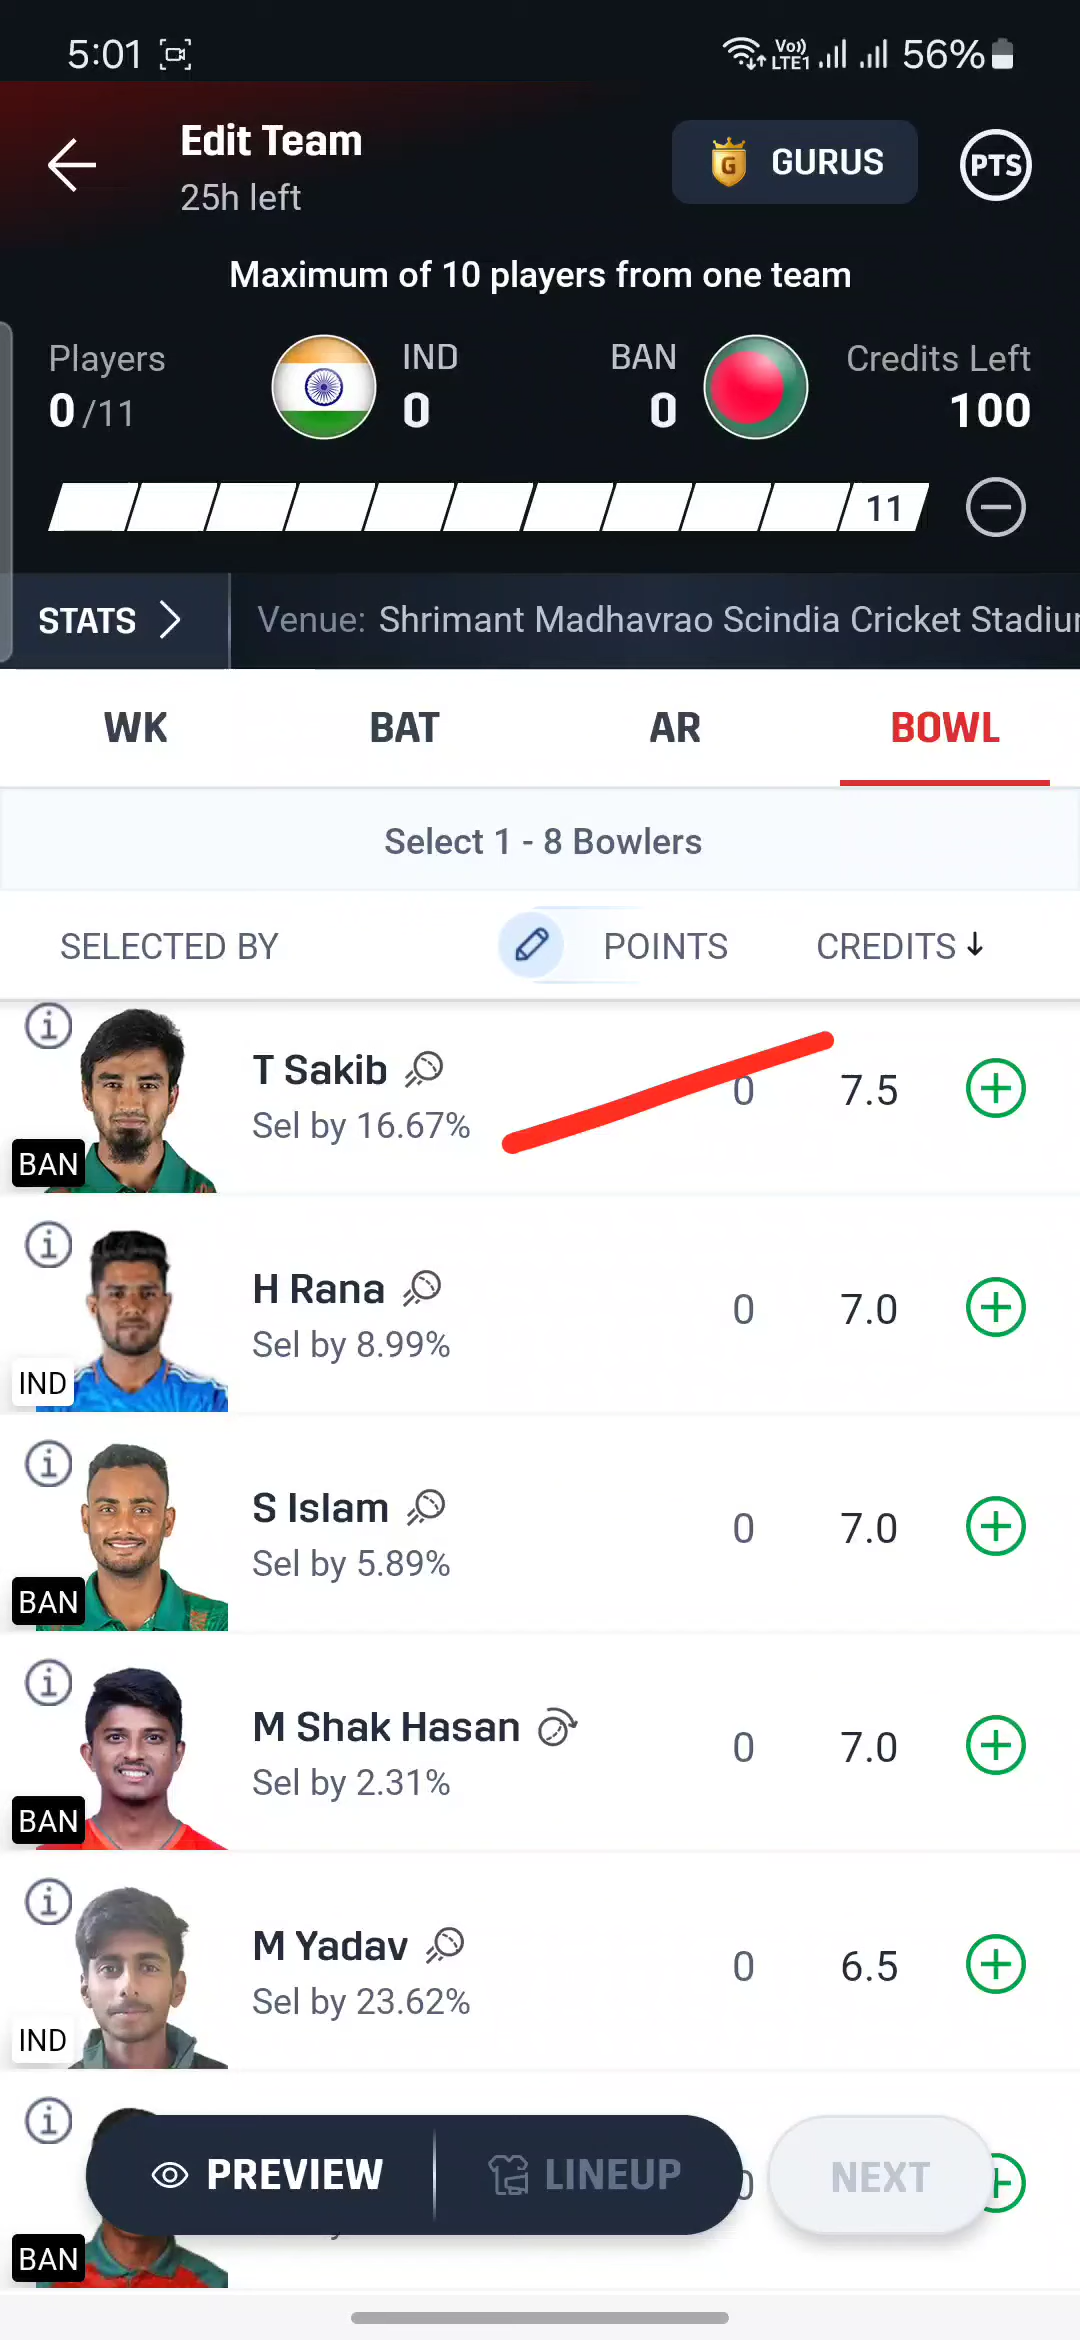 5:01 Vo)) LTE1 56%
Edit Team
25h left
G GURUS
PTS
Maximum of 10 players from one team
Players
0/11
IND
0
BAN
0
Credits Left
100
11
STATS
Venue: Shrimant Madhavrao Scindia Cricket Stadiu
WK BAT AR BOWL
Select 1 - 8 Bowlers
SELECTED BY POINTS CREDITS ↓
T Sakib
Sel by 16.67%
0 7.5
BAN
H Rana
Sel by 8.99%
0 7.0
IND
S Islam
Sel by 5.89%
0 7.0
BAN
M Shak Hasan
Sel by 2.31%
0 7.0
BAN
M Yadav
Sel by 23.62%
0 6.5
IND
PREVIEW LINEUP NEXT
BAN